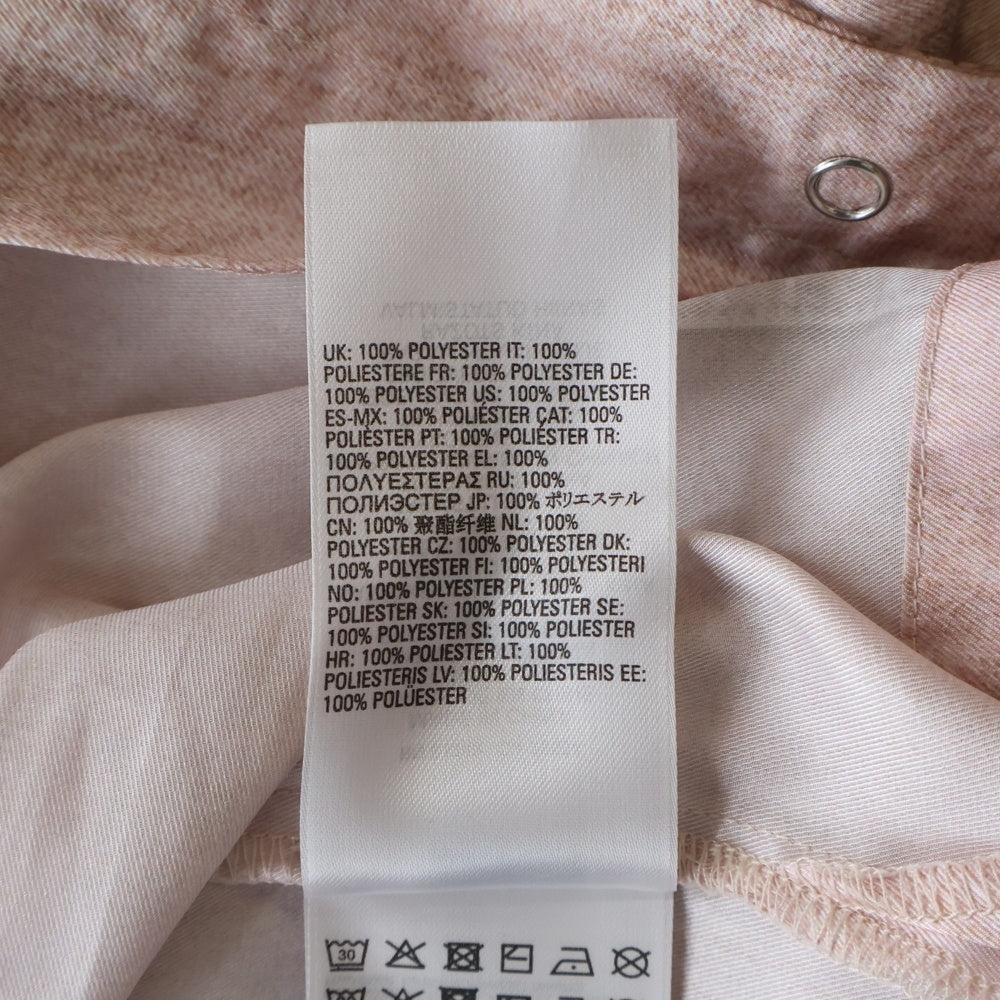 UK: 100% POLYESTER IT: 100%
POLIESTERE FR: 100% POLYESTER DE:
100% POLYESTER US: 100% POLYESTER
ES-MX: 100% POLIÉSTER CAT: 100%
POLIÈSTER PT: 100% POLIÉSTER TR:
100% POLYESTER EL: 100%
ΠΟΛΥΕΣΤΕΡΑΣ RU: 100%
ПОЛИЭСТЕР JP: 100% ポリエステル
CN: 100% 聚酯纤维 NL: 100%
POLYESTER CZ: 100% POLYESTER DK:
100% POLYESTER FI: 100% POLYESTERI
NO: 100% POLYESTER PL: 100%
POLIESTER SK: 100% POLYESTER SE:
100% POLYESTER SI: 100% POLIESTER
HR: 100% POLIESTER LT: 100%
POLIESTERIS LV: 100% POLIESTERIS EE:
100% POLÜESTER
30